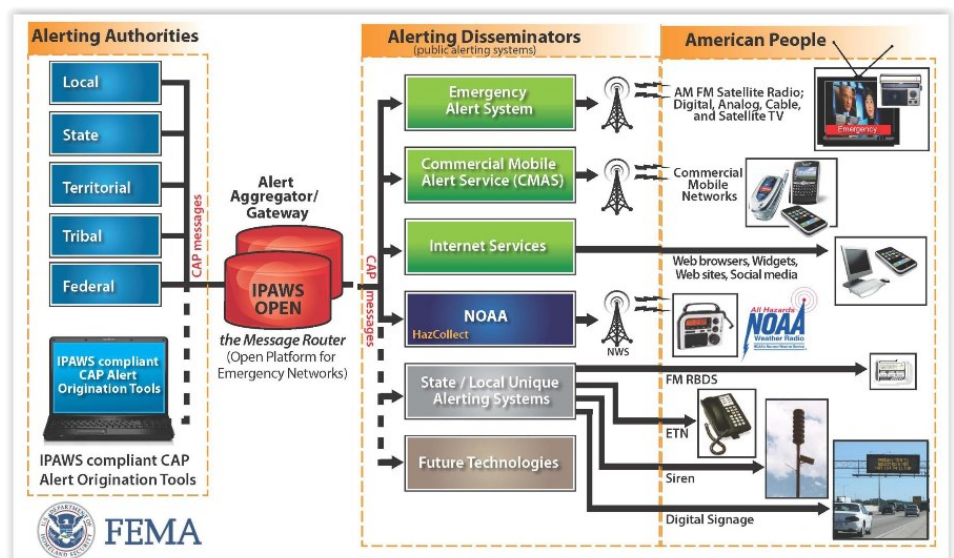 Alerting Authorities
Local
State
Territorial
Tribal
Federal
CAP messages
IPAWS compliant
CAP Alert
Origination Tools
IPAWS compliant CAP
Alert Origination Tools
FEMA
Alert
Aggregator/
Gateway
IPAWS
OPEN
the Message Router
(Open Platform for
Emergency Networks)
CAP messages
Alerting Disseminators
(public alerting systems)
Emergency
Alert System
Commercial Mobile
Alert Service (CMAS)
Internet Services
NOAA
HazCollect
State / Local Unique
Alerting Systems
Future Technologies
American People
AM FM Satellite Radio;
Digital, Analog, Cable,
and Satellite TV
Emergency
Commercial
Mobile
Networks
Web browsers, Widgets,
Web sites, Social media
NWS
All Hazards
NOAA
Weather Radio
FM RBDS
ETN
Siren
Digital Signage